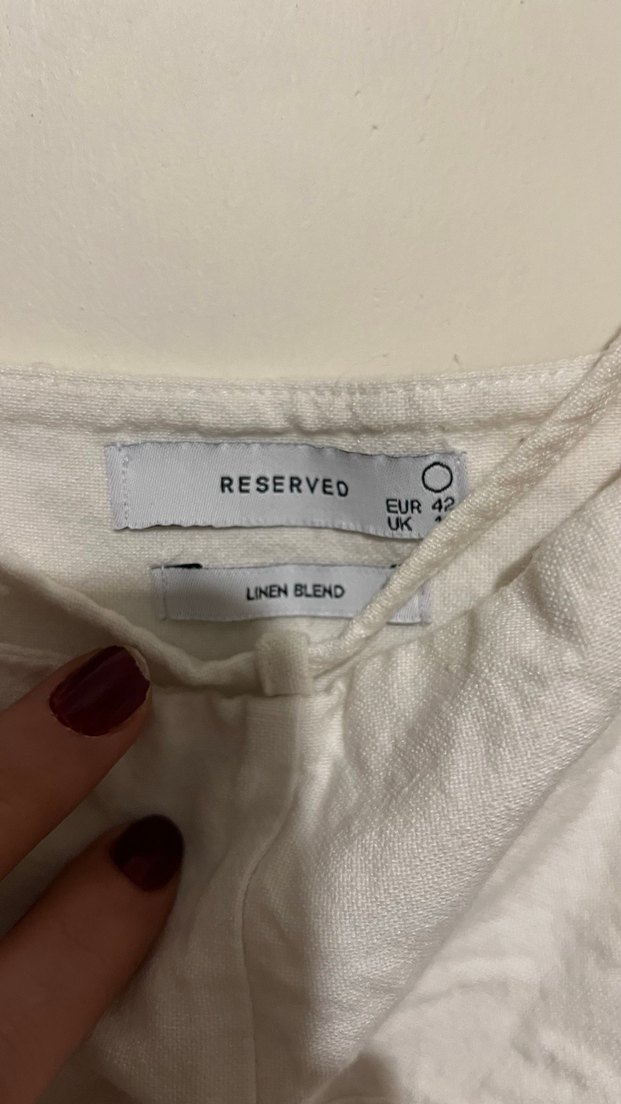 RESERVED
EUR 42
UK
LINEN BLEND